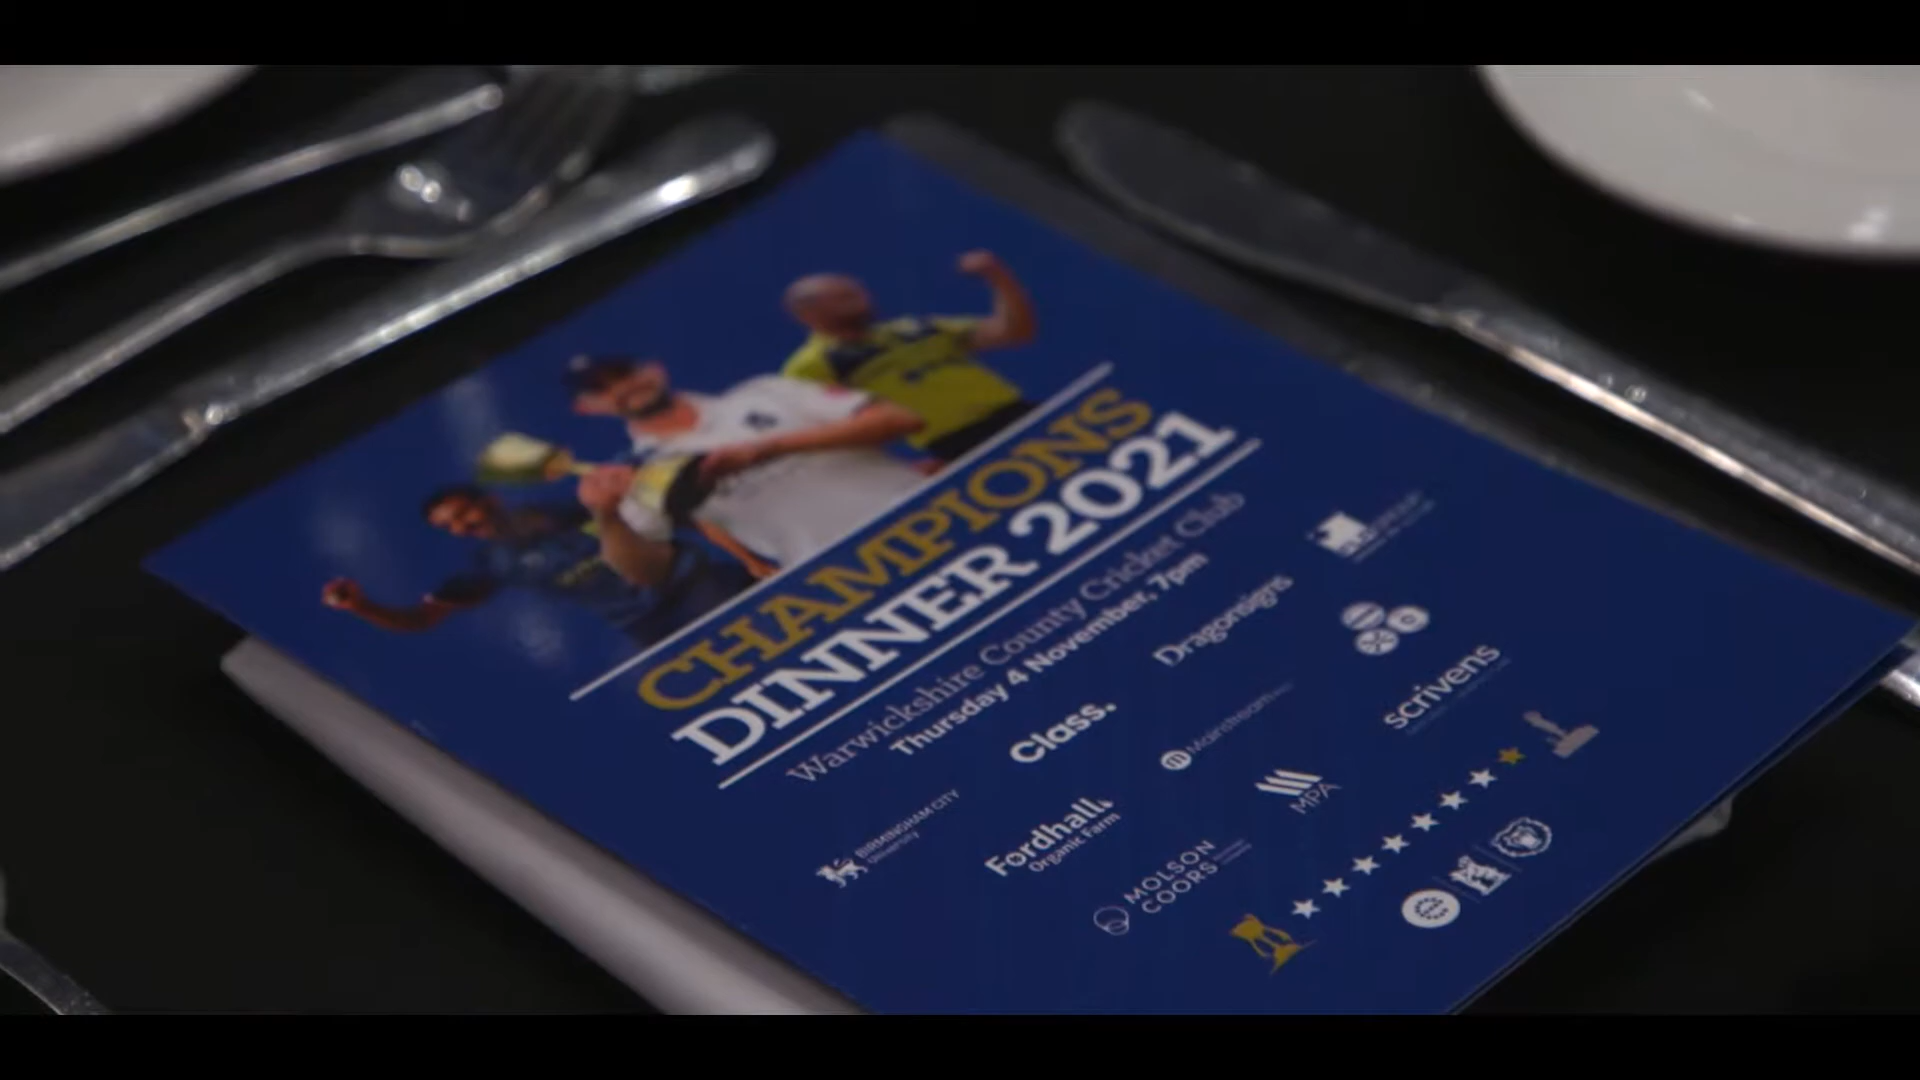 CHAMPIONS
DINNER 2021
Warwickshire County Cricket Club
Thursday 4 November, 7pm
Dragonsigns
Class.
Mainstream
scrivens
BIRMINGHAM CITY
University
Fordhall
Organic Farm
MPA
MOLSON
COORS